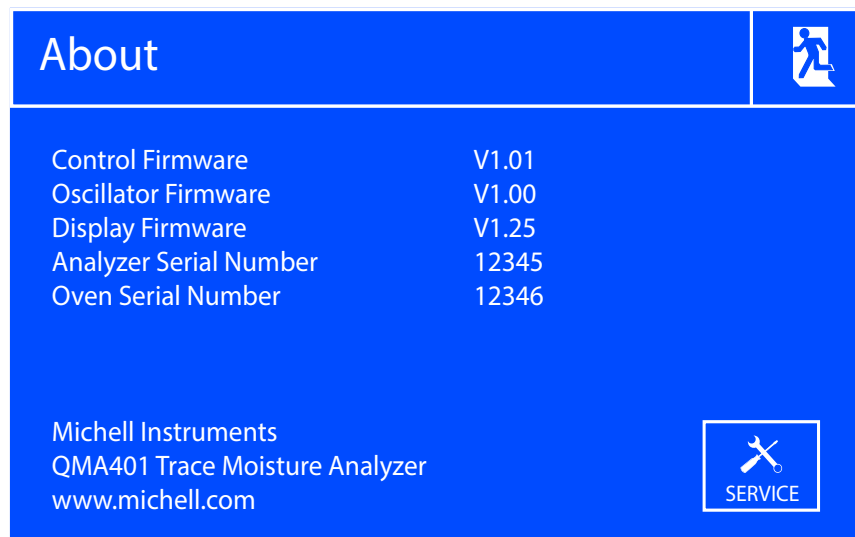 About
Control Firmware V1.01
Oscillator Firmware V1.00
Display Firmware V1.25
Analyzer Serial Number 12345
Oven Serial Number 12346
Michell Instruments
QMA401 Trace Moisture Analyzer
www.michell.com
SERVICE